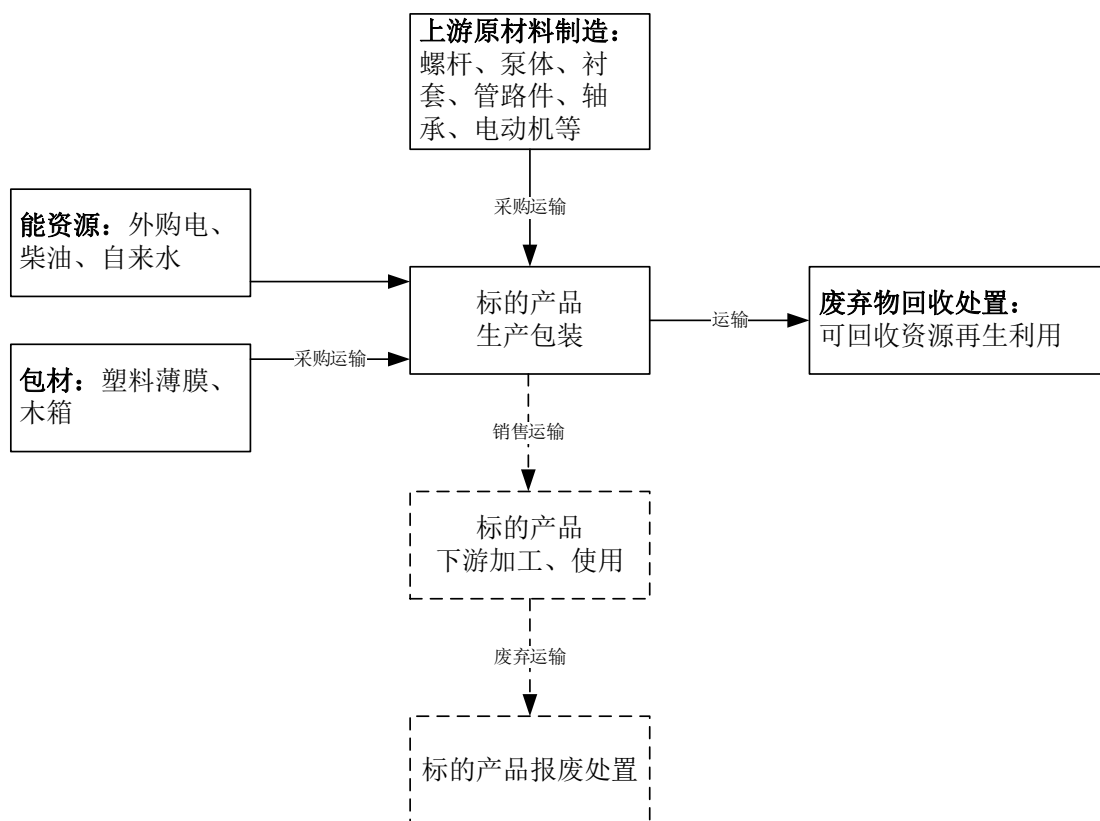 上游原材料制造：
螺杆、泵体、衬
套、管路件、轴
承、电动机等
采购运输
能资源：外购电、
柴油、自来水
标的产品
生产包装
运输
废弃物回收处置：
可回收资源再生利用
采购运输
包材：塑料薄膜、
木箱
销售运输
标的产品
下游加工、使用
废弃运输
标的产品报废处置